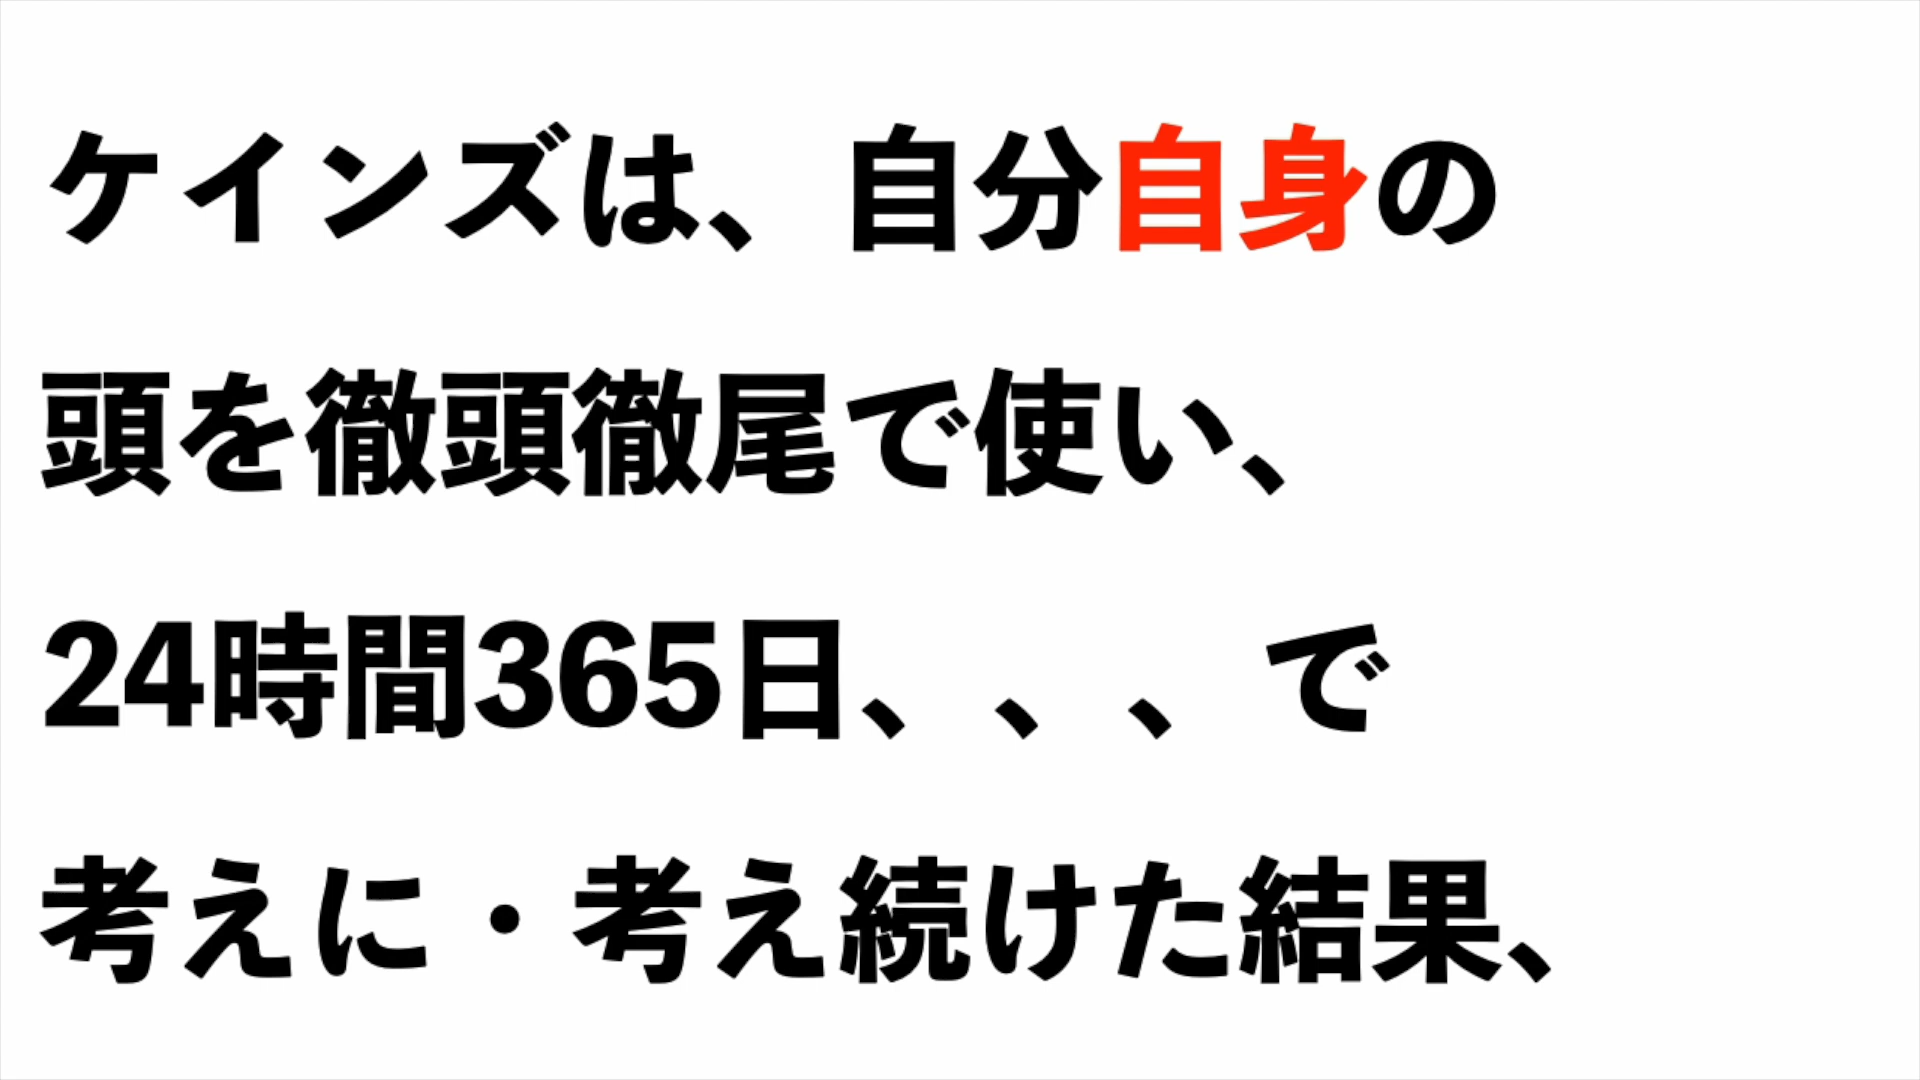 ケインズは、自分自身の
頭を徹頭徹尾で使い、
24時間365日、、、で
考えに・考え続けた結果、